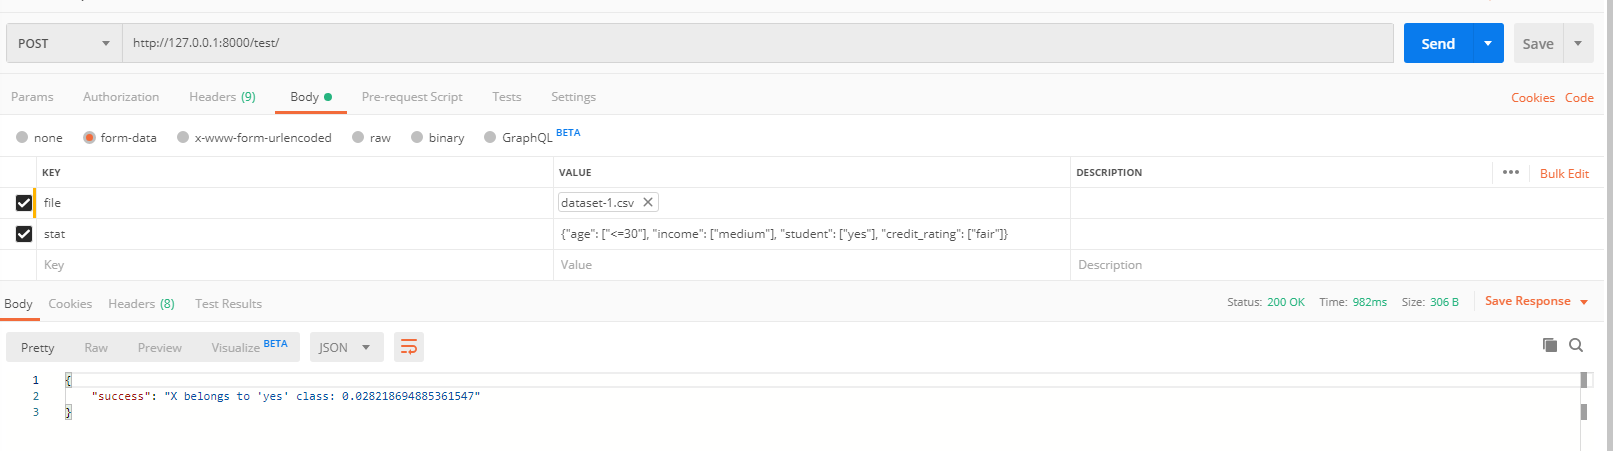 POST http://127.0.0.1:8000/test/ Send Save
Params Authorization Headers (9) Body Pre-request Script Tests Settings Cookies Code
none form-data x-www-form-urlencoded raw binary GraphQL BETA
KEY VALUE DESCRIPTION ••• Bulk Edit
file dataset-1.csv
stat {"age": ["<=30"], "income": ["medium"], "student": ["yes"], "credit_rating": ["fair"]}
Key Value Description
Body Cookies Headers (8) Test Results Status: 200 OK Time: 982ms Size: 306 B Save Response
Pretty Raw Preview Visualize BETA JSON
1 {
2 "success": "X belongs to 'yes' class: 0.028218694885361547"
3 }